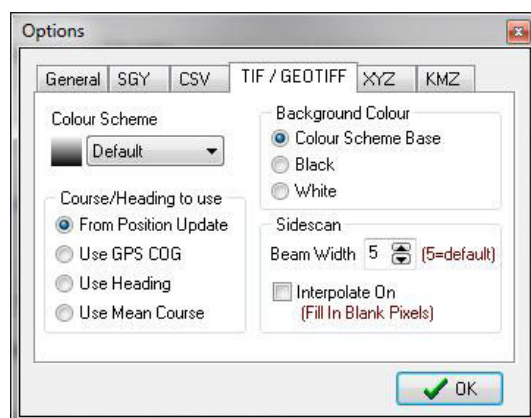 Options
General SGY CSV TIF / GEOTIFF XYZ KMZ
Colour Scheme
Default
Course/Heading to use
From Position Update
Use GPS COG
Use Heading
Use Mean Course
Background Colour
Colour Scheme Base
Black
White
Sidescan
Beam Width 5 (5=default)
Interpolate On
(Fill In Blank Pixels)
OK